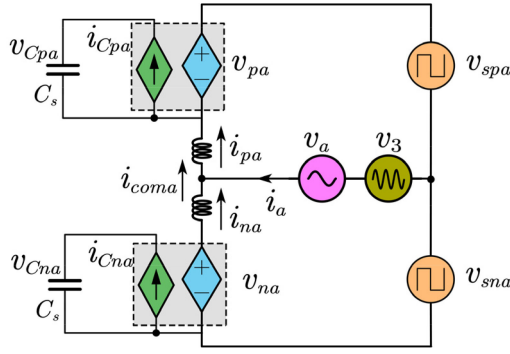 v_{Cpa}
i_{Cpa}
C_s
+
−
v_{pa}
v_{spa}
i_{pa}
v_a
v_3
i_{coma}
i_a
i_{na}
v_{Cna}
i_{Cna}
C_s
+
−
v_{na}
v_{sna}